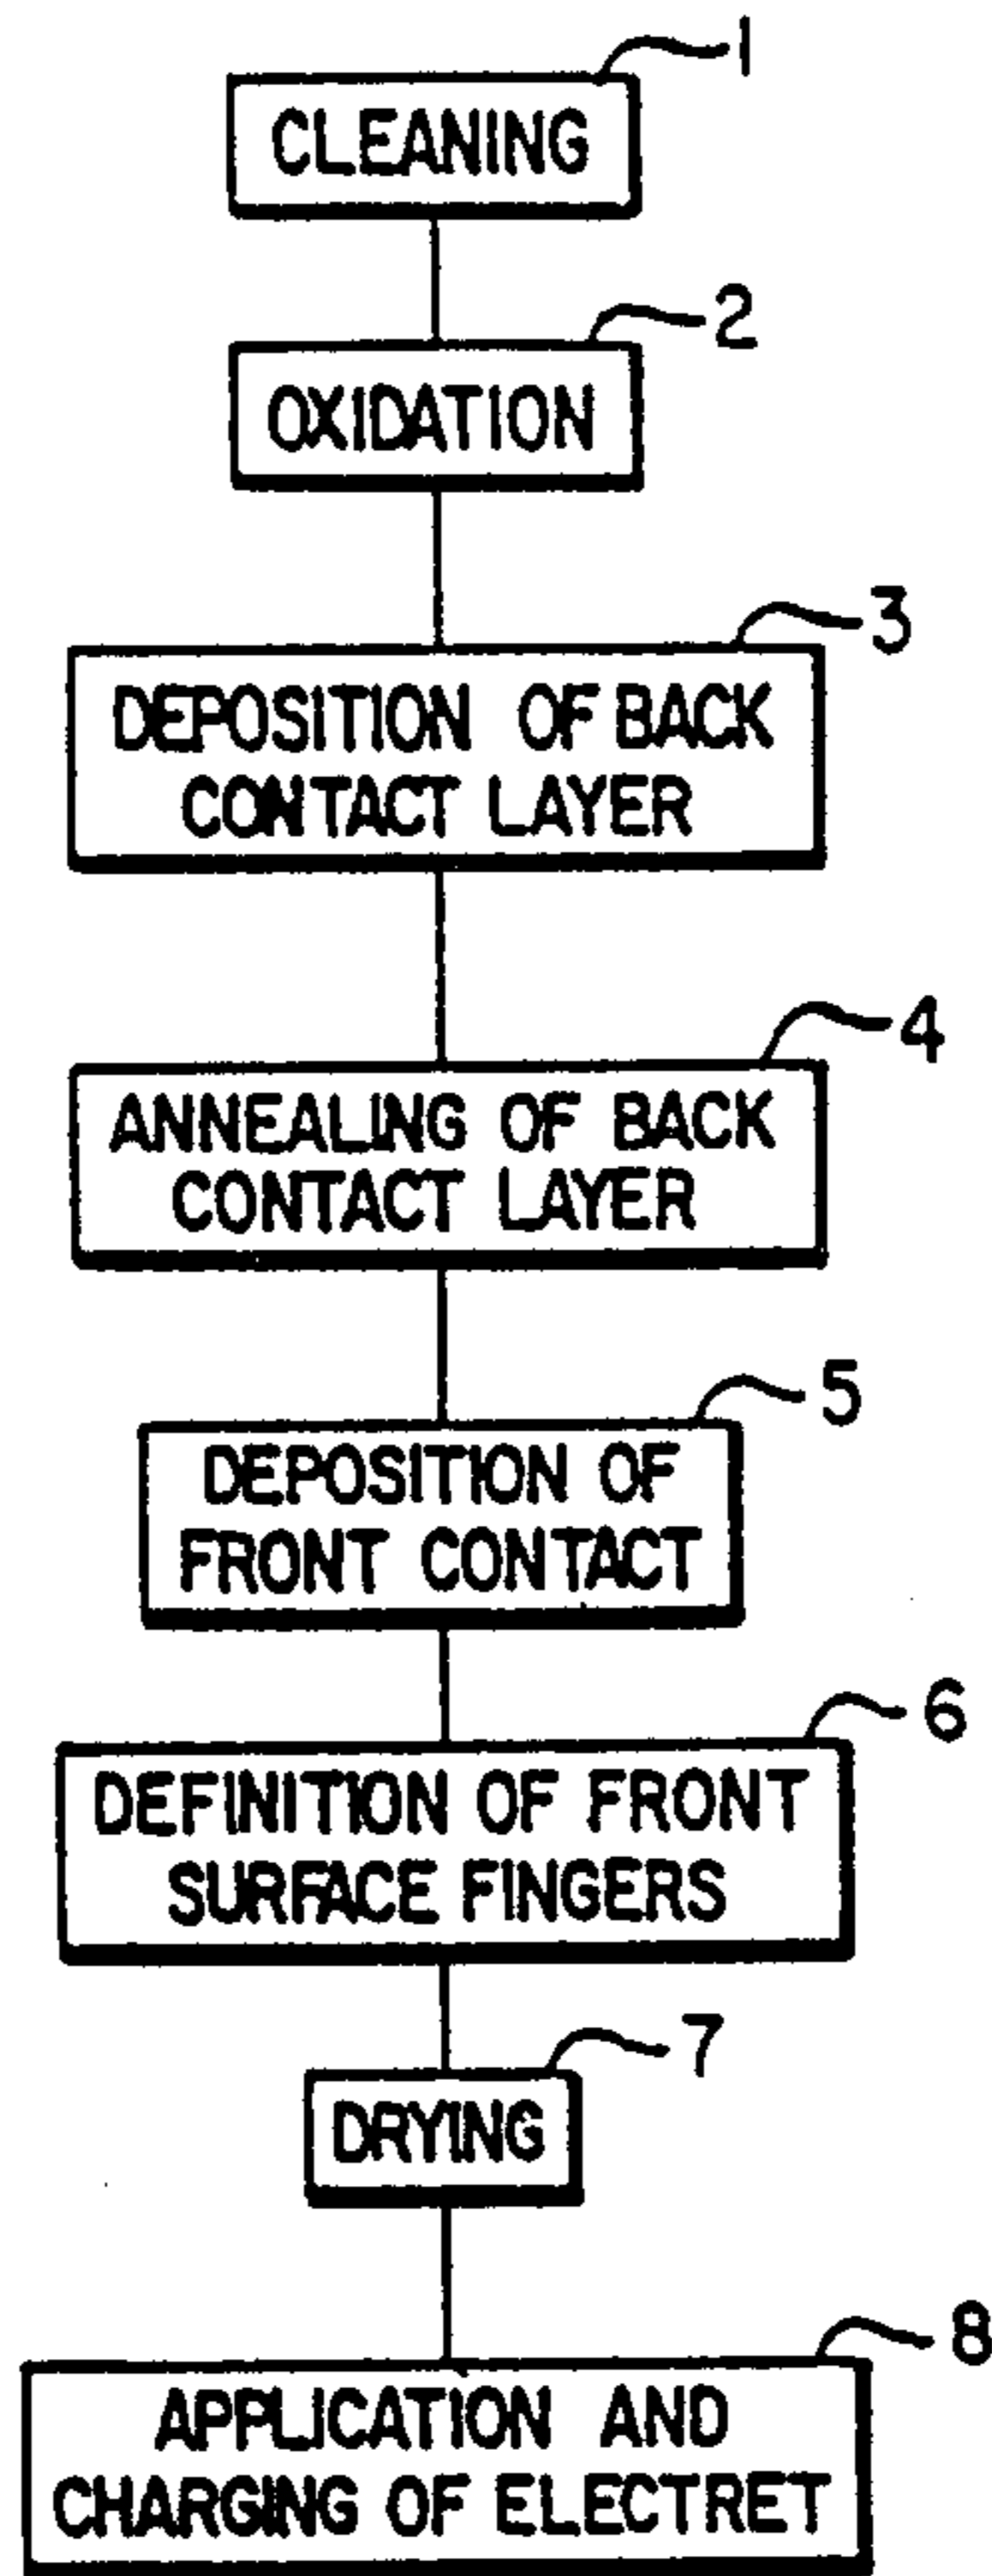 1
CLEANING
2
OXIDATION
3
DEPOSITION OF BACK
CONTACT LAYER
4
ANNEALING OF BACK
CONTACT LAYER
5
DEPOSITION OF
FRONT CONTACT
6
DEFINITION OF FRONT
SURFACE FINGERS
7
DRYING
8
APPLICATION AND
CHARGING OF ELECTRET